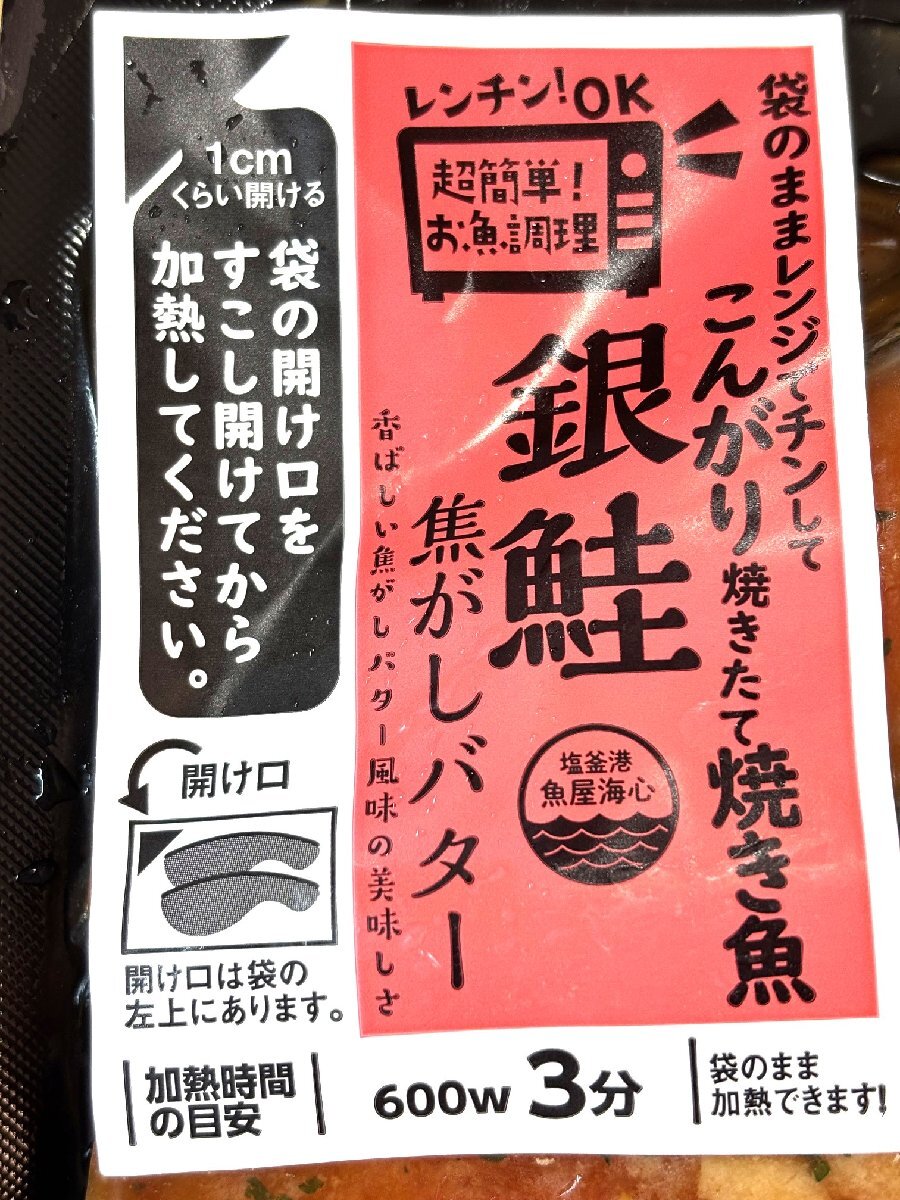 袋のままレンジでチンして
こんがり焼きたて焼き魚
レンチン!OK
超簡単!
お魚調理
銀鮭
焦がしバター
香ばしい焦がしバター風味の美味しさ
塩釜港
魚屋海心
1cm
くらい開ける
袋の開け口を
すこし開けてから
加熱してください。
開け口
開け口は袋の
左上にあります。
加熱時間
の目安
600w 3分
袋のまま
加熱できます!